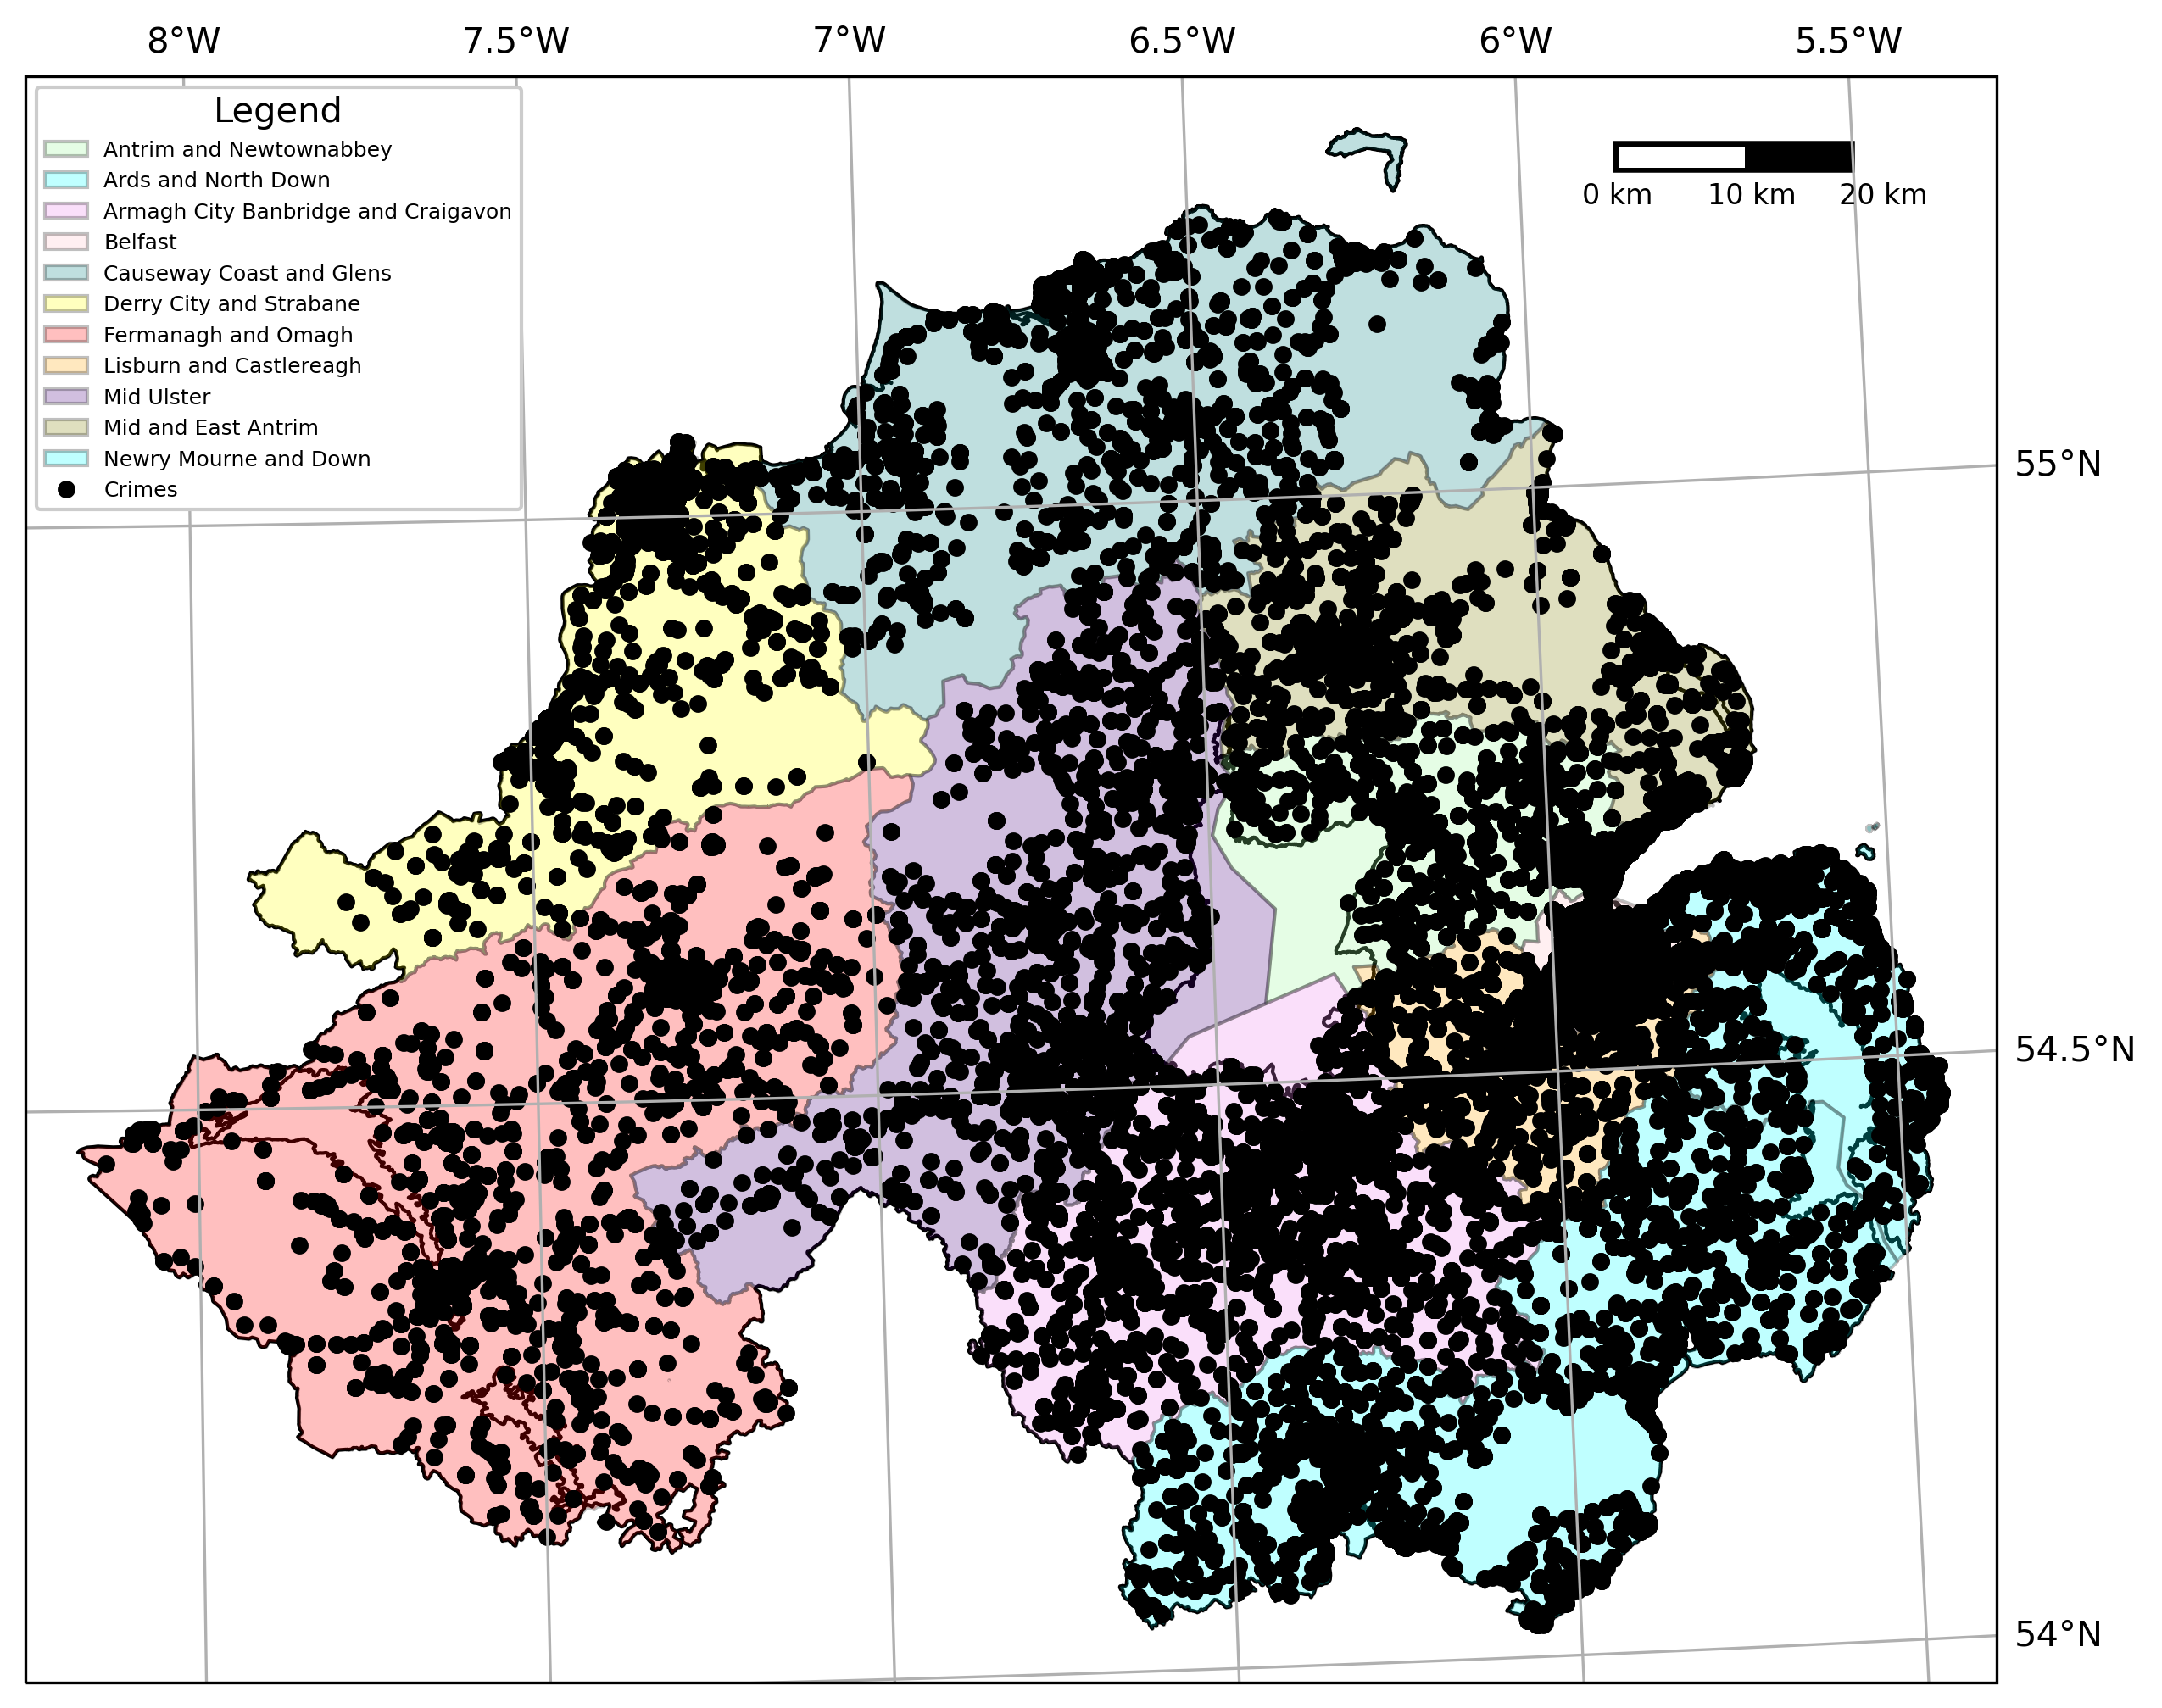 8°W 7.5°W 7°W 6.5°W 6°W 5.5°W
Legend
Antrim and Newtownabbey
Ards and North Down
Armagh City Banbridge and Craigavon
Belfast
Causeway Coast and Glens
Derry City and Strabane
Fermanagh and Omagh
Lisburn and Castlereagh
Mid Ulster
Mid and East Antrim
Newry Mourne and Down
Crimes
0 km 10 km 20 km
55°N
54.5°N
54°N